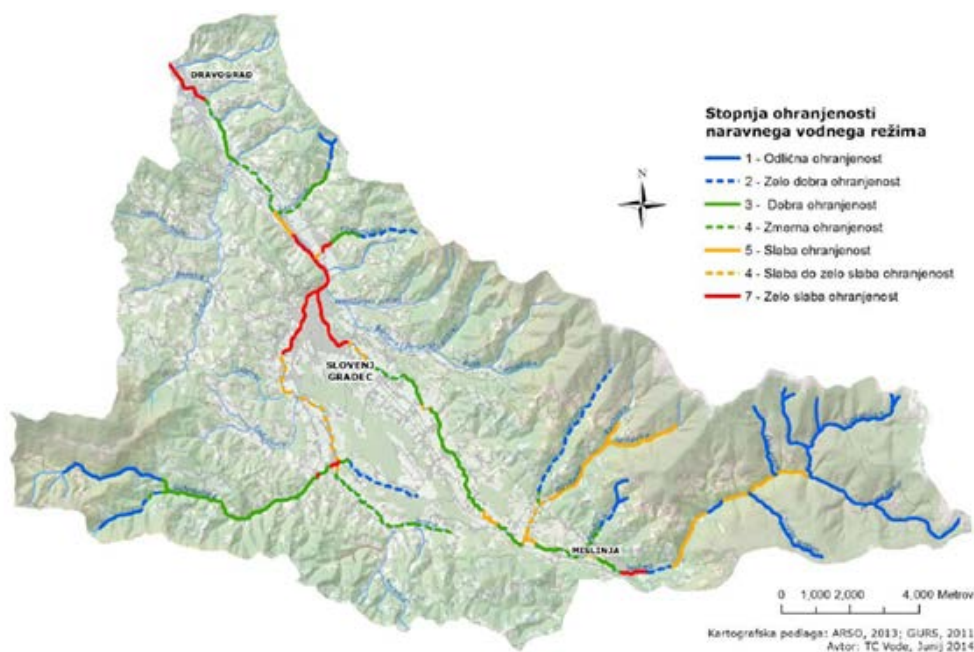 DRAVOGRAD
Stopnja ohranjenosti
naravnega vodnega režima
1 - Odlična ohranjenost
2 - Zelo dobra ohranjenost
3 - Dobra ohranjenost
4 - Zmerna ohranjenost
5 - Slaba ohranjenost
4 - Slaba do zelo slaba ohranjenost
7 - Zelo slaba ohranjenost
N
SLOVENJ
GRADEC
MISLINJA
0 1,000 2,000 4,000 Metrov
Kartografska podlaga: ARSO, 2013; GURS, 2011
Avtor: TC Vode, Junij 2014